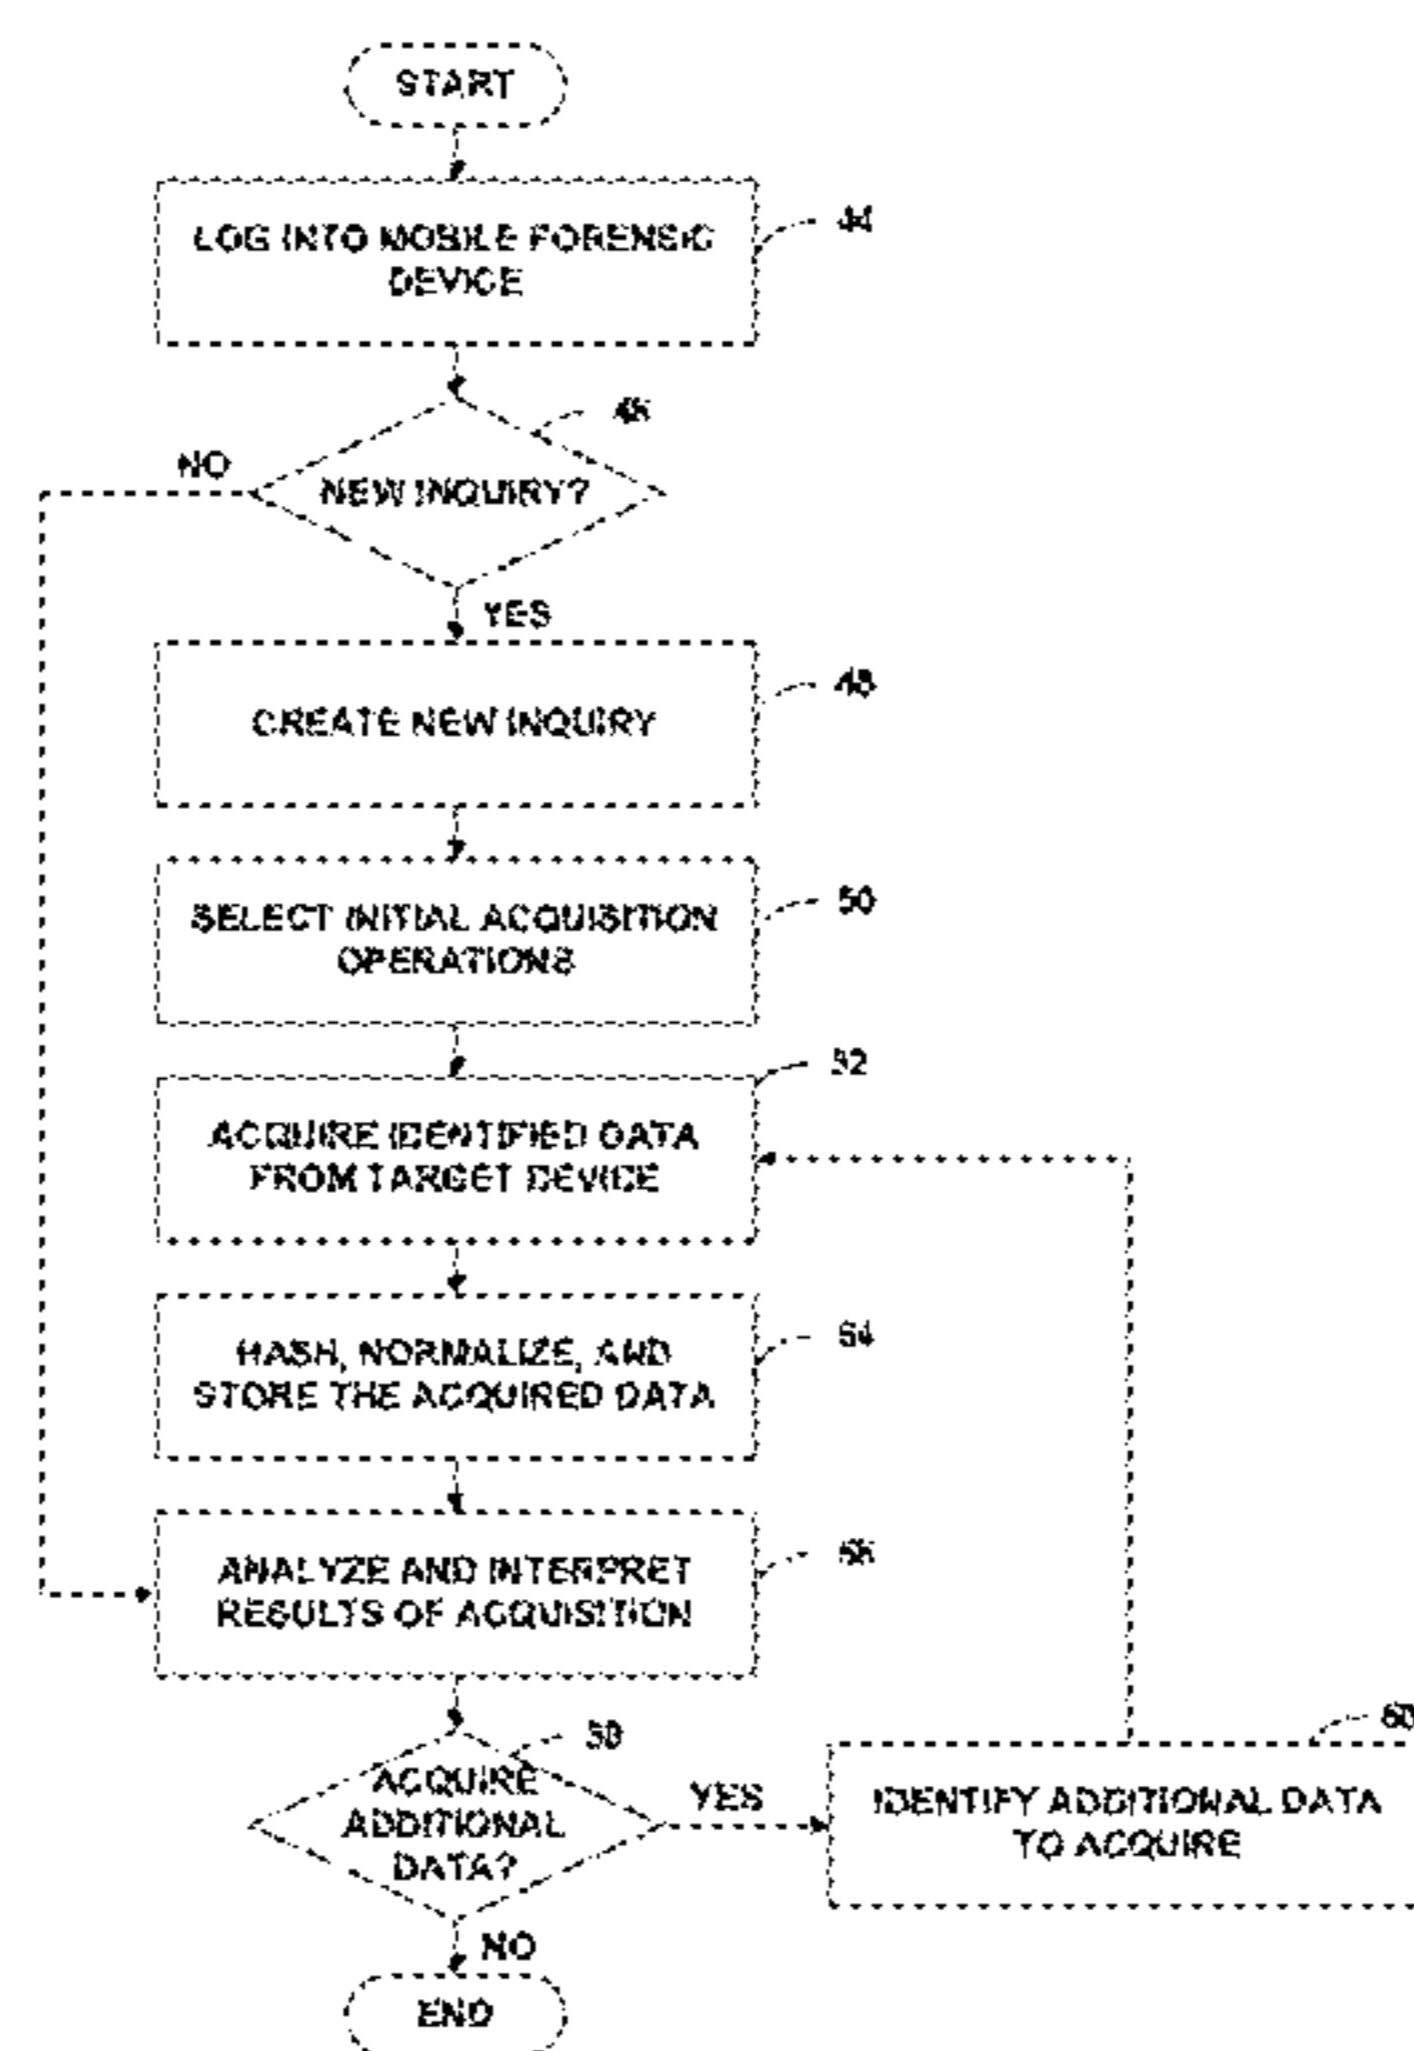 START
LOG INTO MOBILE FORENSIC
DEVICE
44
NEW INQUIRY?
46
NO
YES
CREATE NEW INQUIRY
48
SELECT INITIAL ACQUISITION
OPERATIONS
50
ACQUIRE IDENTIFIED DATA
FROM TARGET DEVICE
52
HASH, NORMALIZE, AND
STORE THE ACQUIRED DATA
54
ANALYZE AND INTERPRET
RESULTS OF ACQUISITION
56
ACQUIRE
ADDITIONAL
DATA?
58
YES
IDENTIFY ADDITIONAL DATA
TO ACQUIRE
60
NO
END